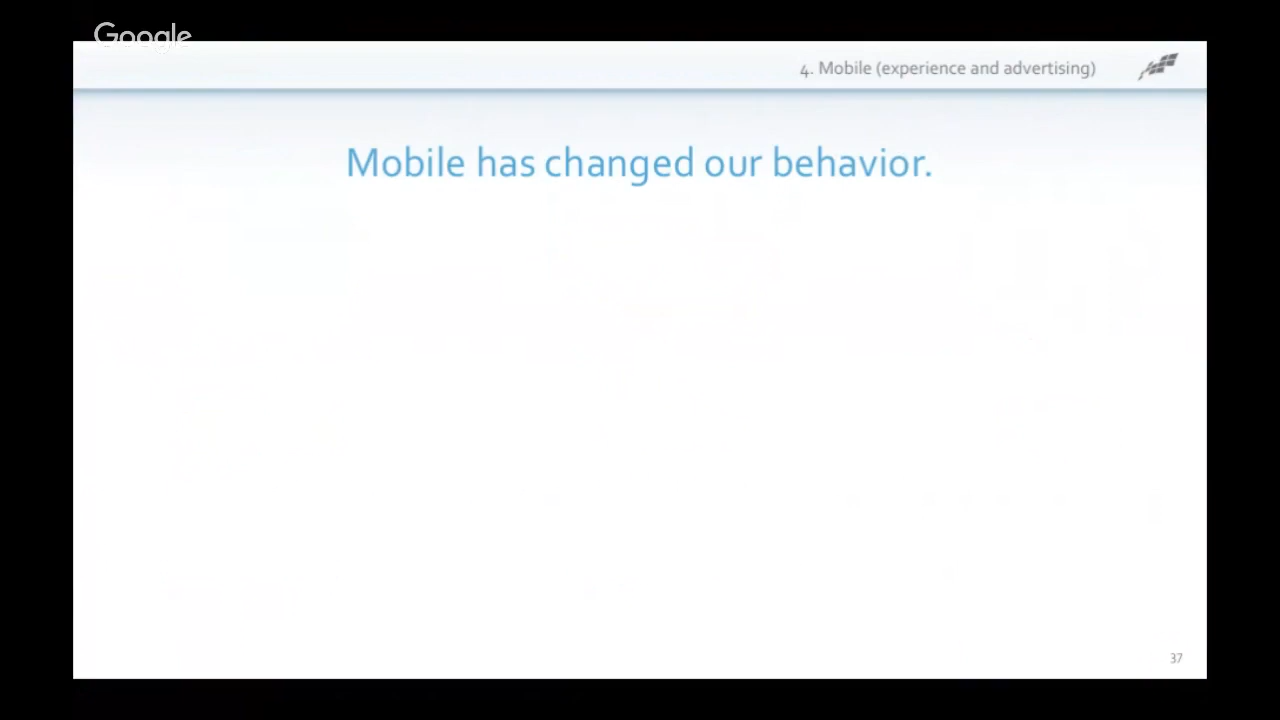 Google
4. Mobile (experience and advertising)
Mobile has changed our behavior.
37